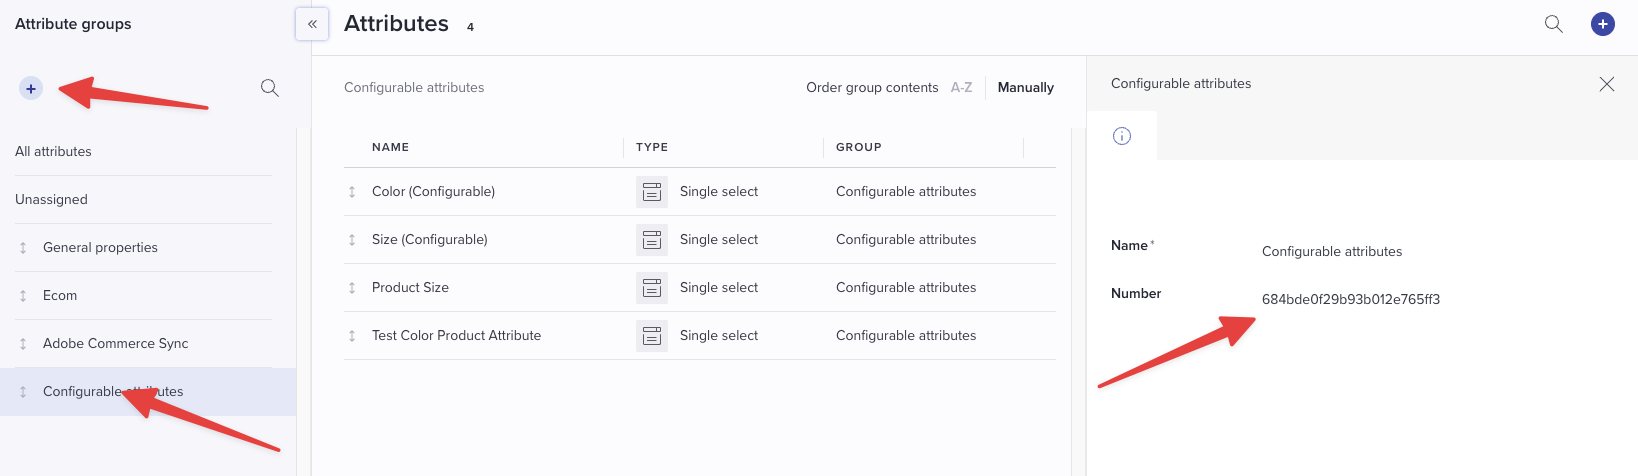 Attribute groups
«
Attributes 4
All attributes
Unassigned
General properties
Ecom
Adobe Commerce Sync
Configurable attributes
Configurable attributes
Order group contents A-Z Manually
NAME TYPE GROUP
Color (Configurable) Single select Configurable attributes
Size (Configurable) Single select Configurable attributes
Product Size Single select Configurable attributes
Test Color Product Attribute Single select Configurable attributes
Configurable attributes
Name* Configurable attributes
Number 684bde0f29b93b012e765ff3